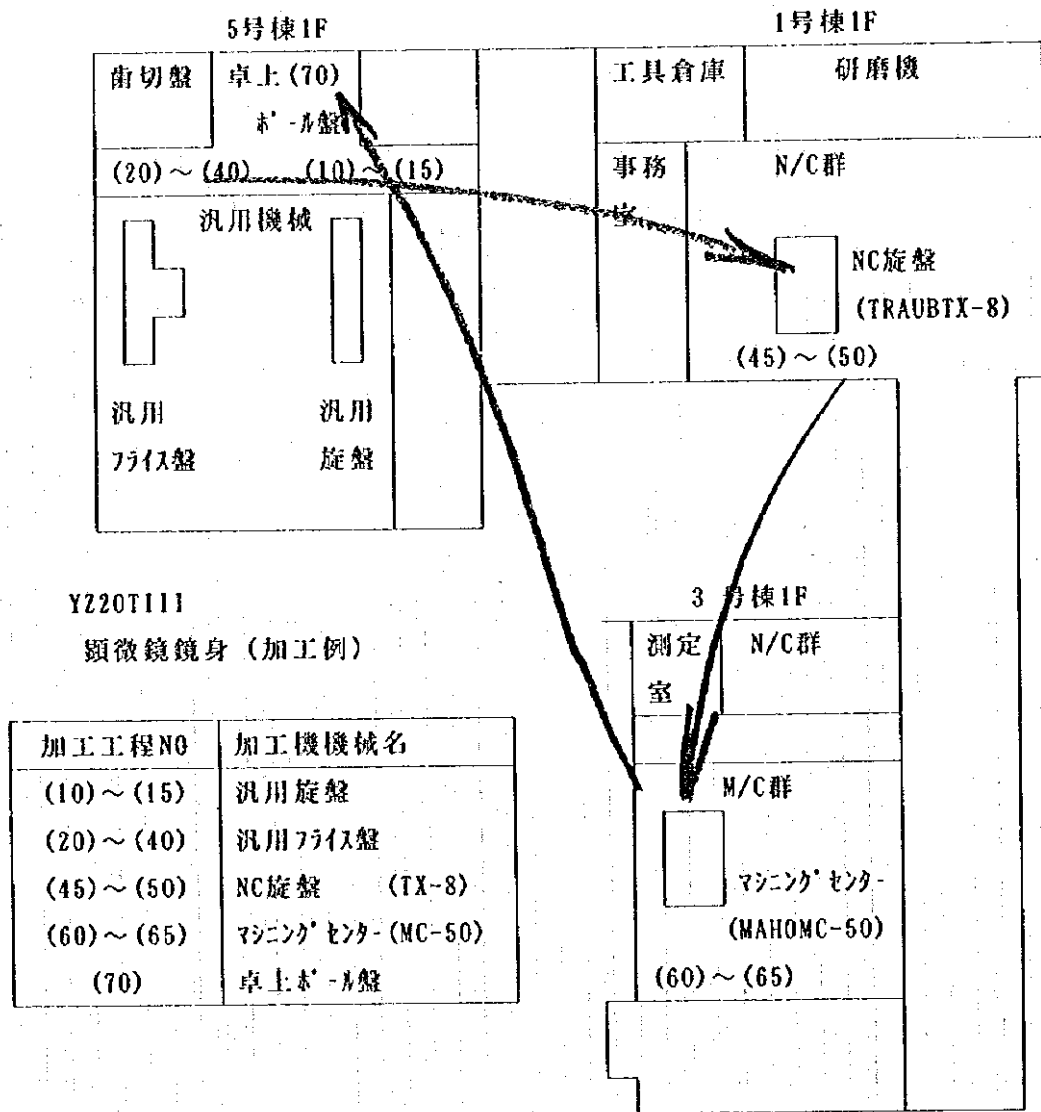 5号棟1F
歯切盤 卓上(70)
ﾎﾞ-ﾙ盤
(20)～(40) (10)～(15)
汎用機械
汎用 汎用
ﾌﾗｲｽ盤 旋盤
1号棟1F
工具倉庫 研磨機
事務 N/C群
室
NC旋盤
(TRAUBTX-8)
(45)～(50)
YZ20TIII
顕微鏡鏡身（加工例）
3 号棟1F
測定 N/C群
室
M/C群
ﾏｼﾆﾝｸﾞｾﾝﾀ-
(MAHOMC-50)
(60)～(65)
加工工程NO 加工機機械名
(10)～(15) 汎用旋盤
(20)～(40) 汎用ﾌﾗｲｽ盤
(45)～(50) NC旋盤 (TX-8)
(60)～(65) ﾏｼﾆﾝｸﾞｾﾝﾀ-(MC-50)
(70) 卓上ﾎﾞ-ﾙ盤